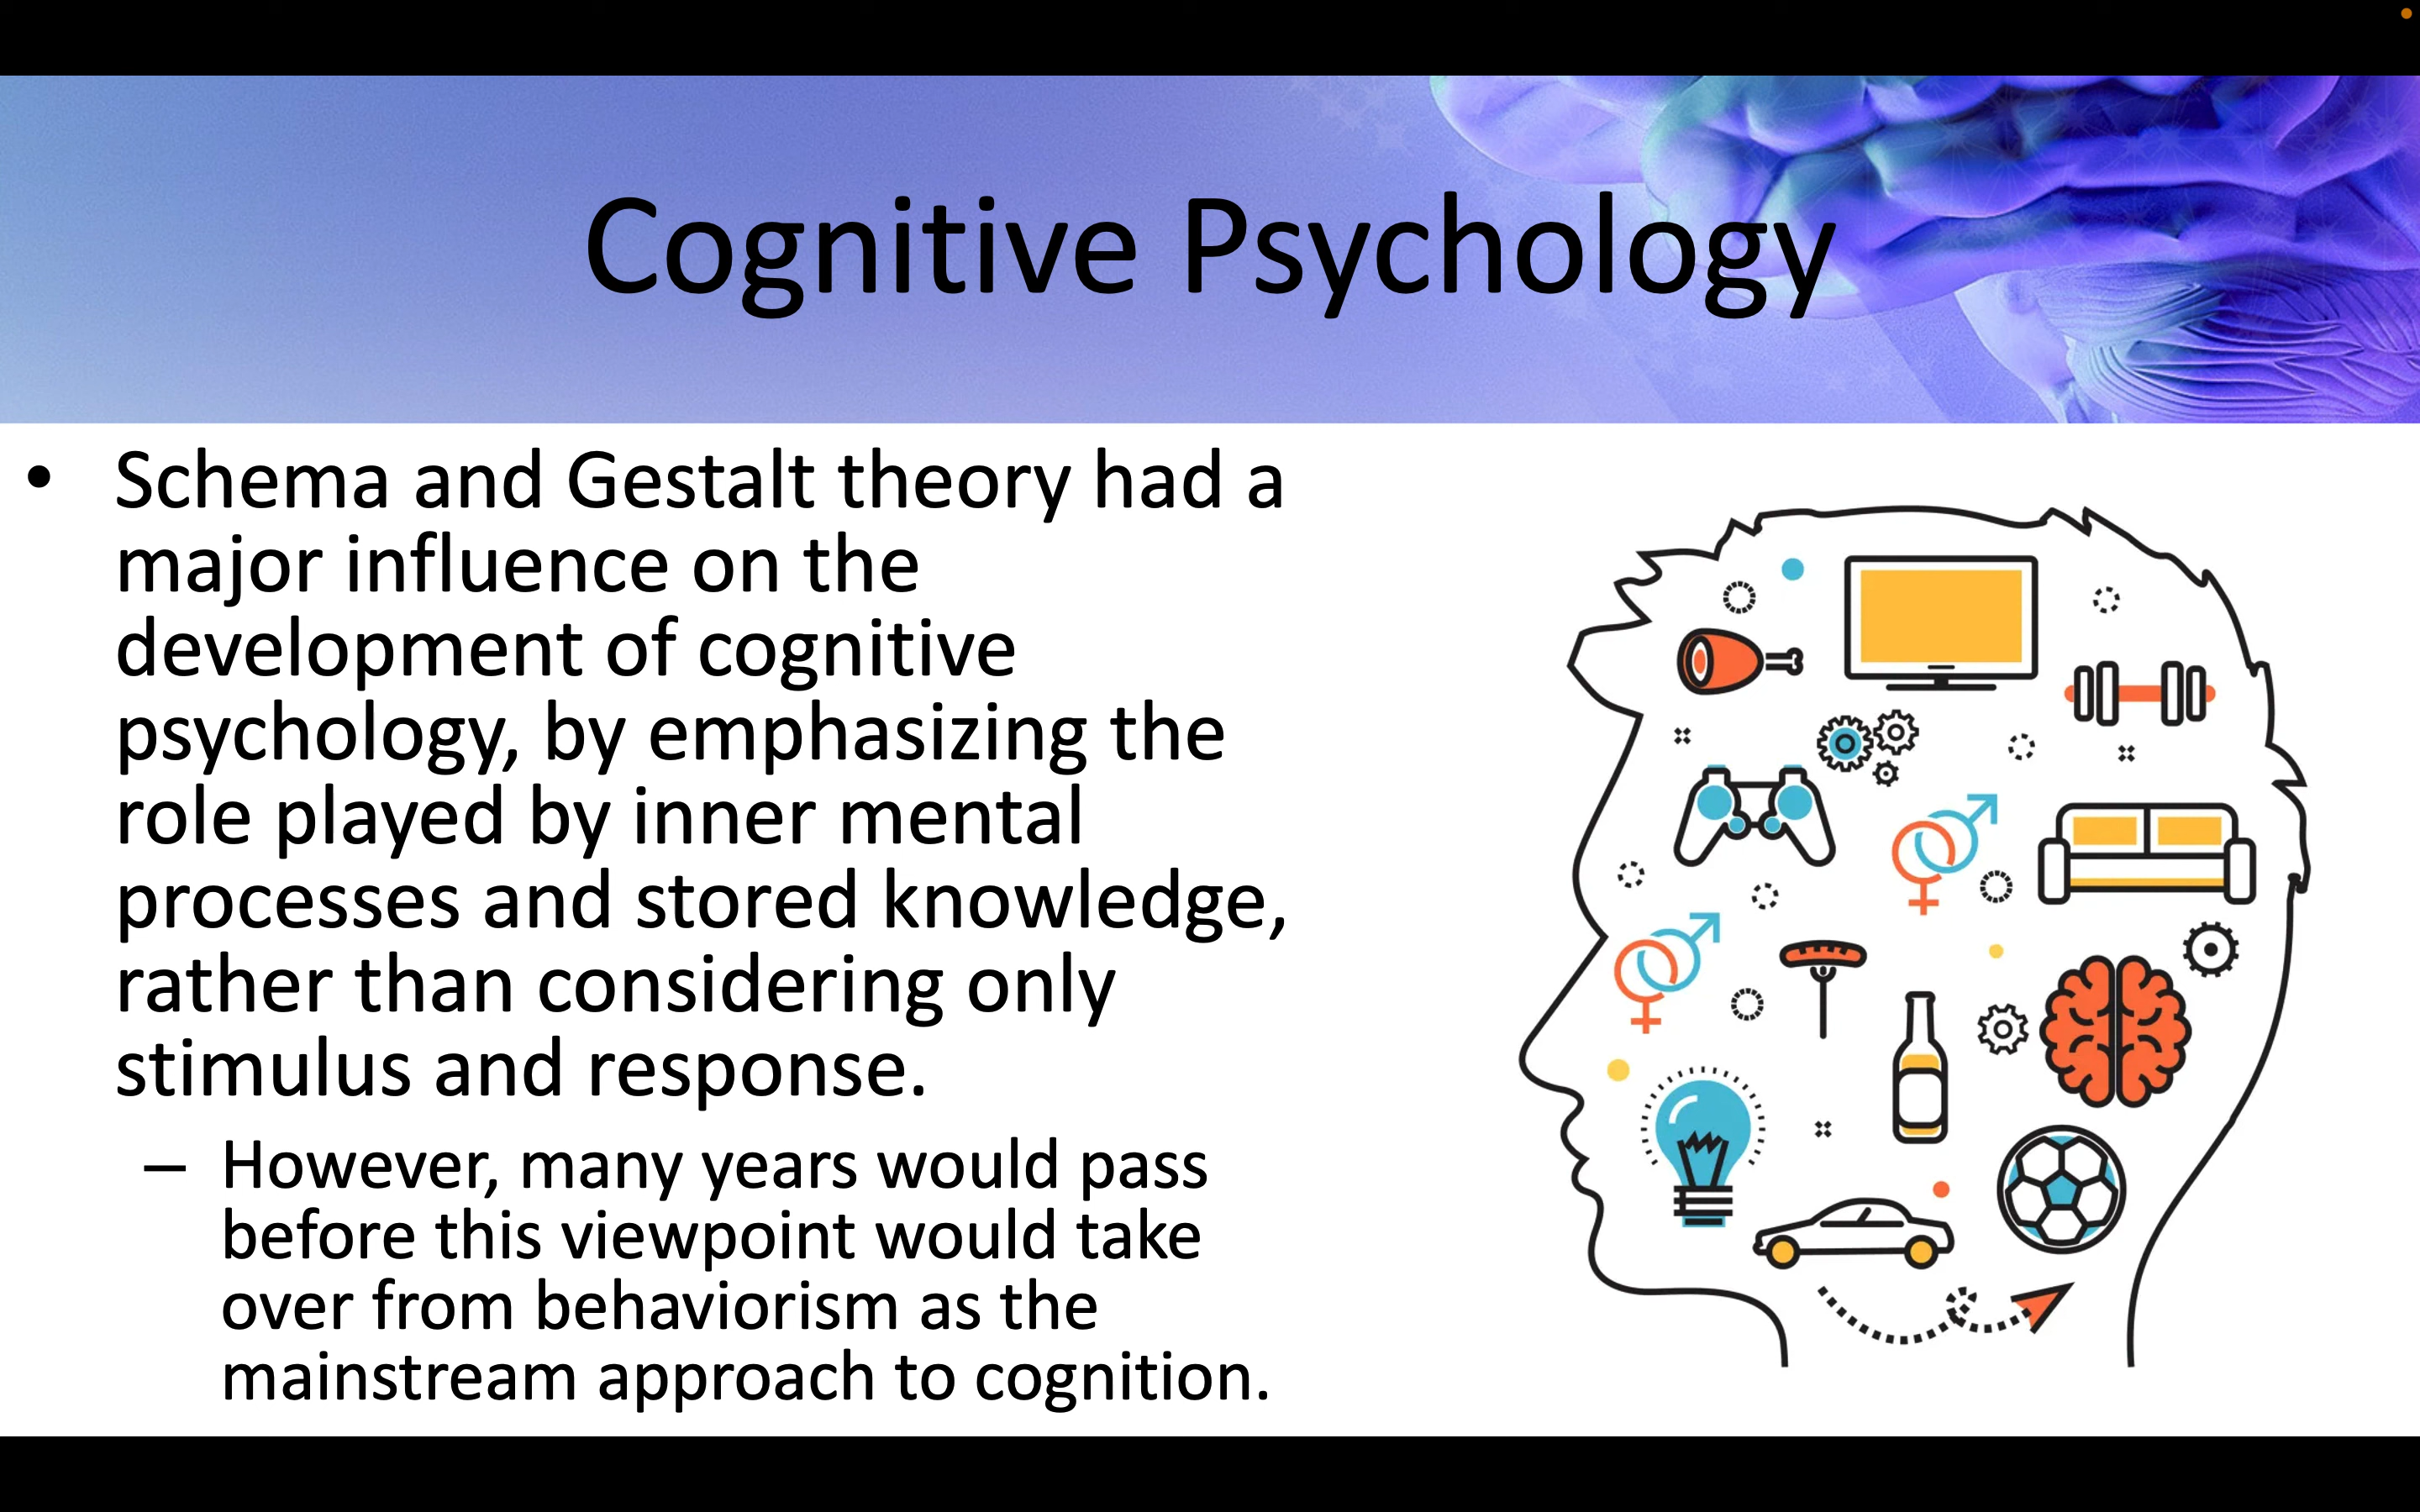 Cognitive Psychology
• Schema and Gestalt theory had a
major influence on the
development of cognitive
psychology, by emphasizing the
role played by inner mental
processes and stored knowledge,
rather than considering only
stimulus and response.
– However, many years would pass
before this viewpoint would take
over from behaviorism as the
mainstream approach to cognition.